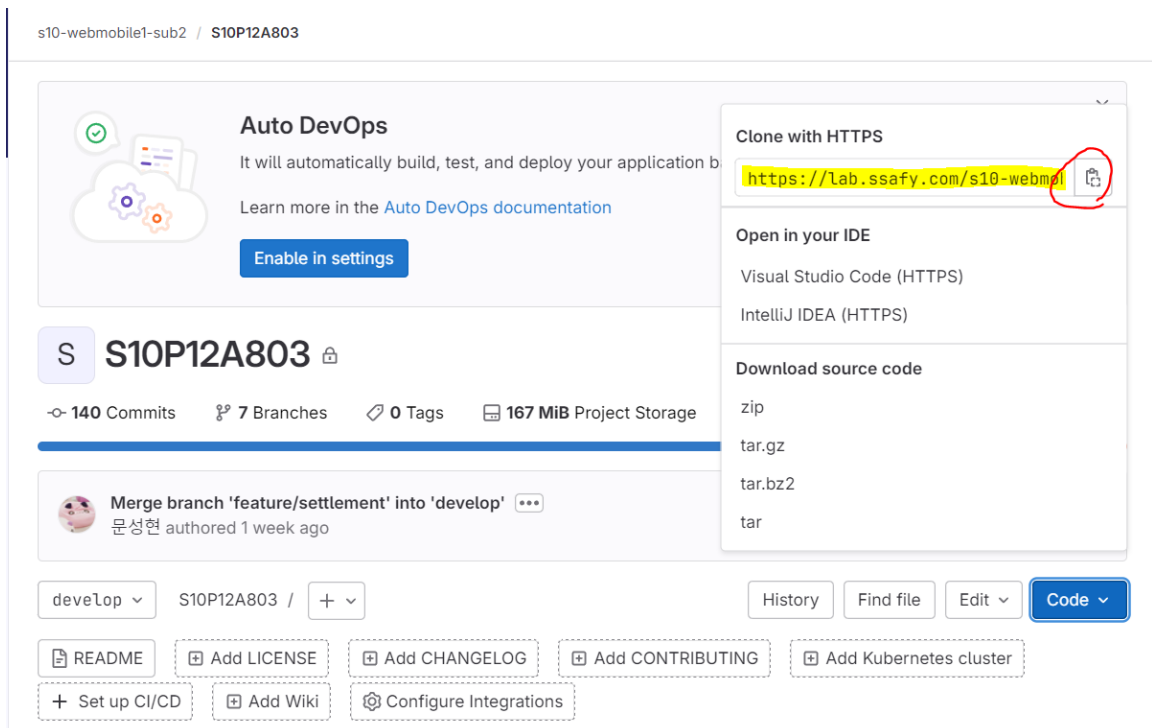 s10-webmobile1-sub2 / S10P12A803
Auto DevOps
It will automatically build, test, and deploy your application
Learn more in the Auto DevOps documentation
Enable in settings
Clone with HTTPS
https://lab.ssafy.com/s10-webmo
Open in your IDE
Visual Studio Code (HTTPS)
IntelliJ IDEA (HTTPS)
Download source code
zip
tar.gz
tar.bz2
tar
S S10P12A803
140 Commits 7 Branches 0 Tags 167 MiB Project Storage
Merge branch 'feature/settlement' into 'develop'
문성현 authored 1 week ago
develop S10P12A803 / + History Find file Edit Code
README Add LICENSE Add CHANGELOG Add CONTRIBUTING Add Kubernetes cluster
+ Set up CI/CD Add Wiki Configure Integrations